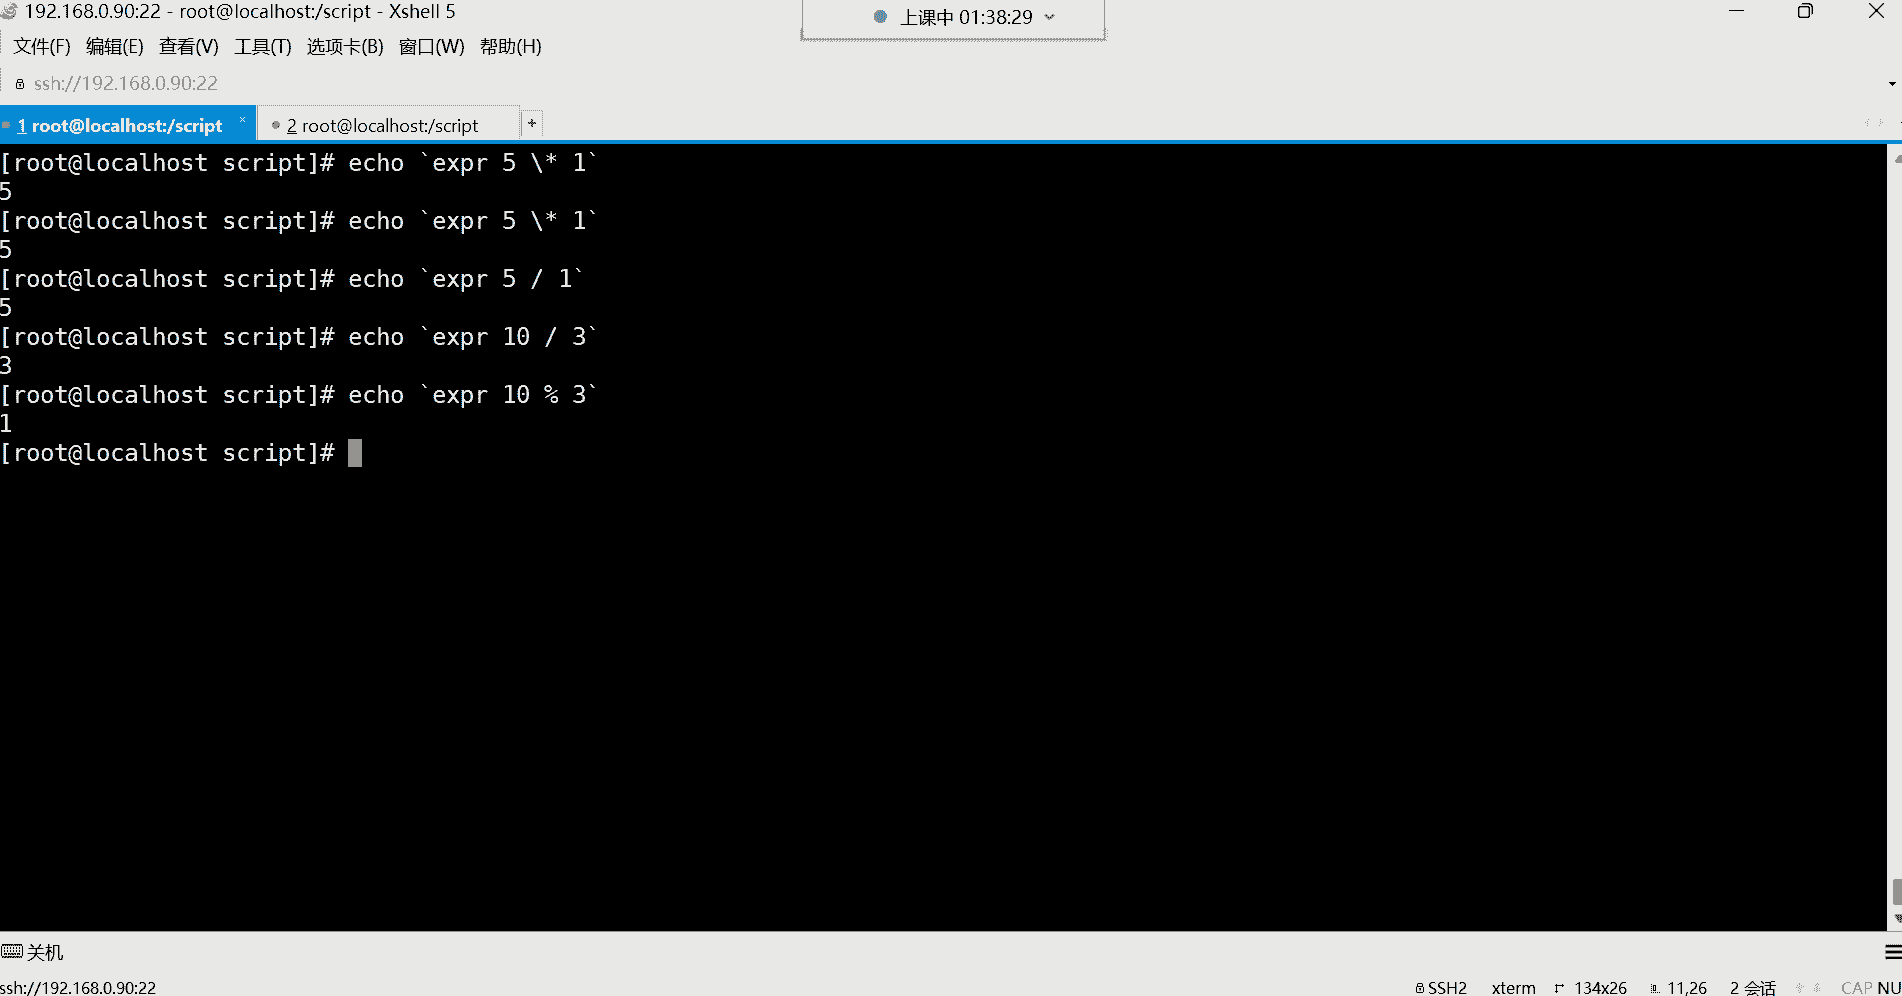 192.168.0.90:22 - root@localhost:/script - Xshell 5
上课中 01:38:29
文件(F) 编辑(E) 查看(V) 工具(T) 选项卡(B) 窗口(W) 帮助(H)
ssh://192.168.0.90:22
1 root@localhost:/script × 2 root@localhost:/script +
[root@localhost script]# echo `expr 5 \* 1`
5
[root@localhost script]# echo `expr 5 \* 1`
5
[root@localhost script]# echo `expr 5 / 1`
5
[root@localhost script]# echo `expr 10 / 3`
3
[root@localhost script]# echo `expr 10 % 3`
1
[root@localhost script]#
关机
ssh://192.168.0.90:22 SSH2 xterm 134x26 11,26 2 会话 CAP NU